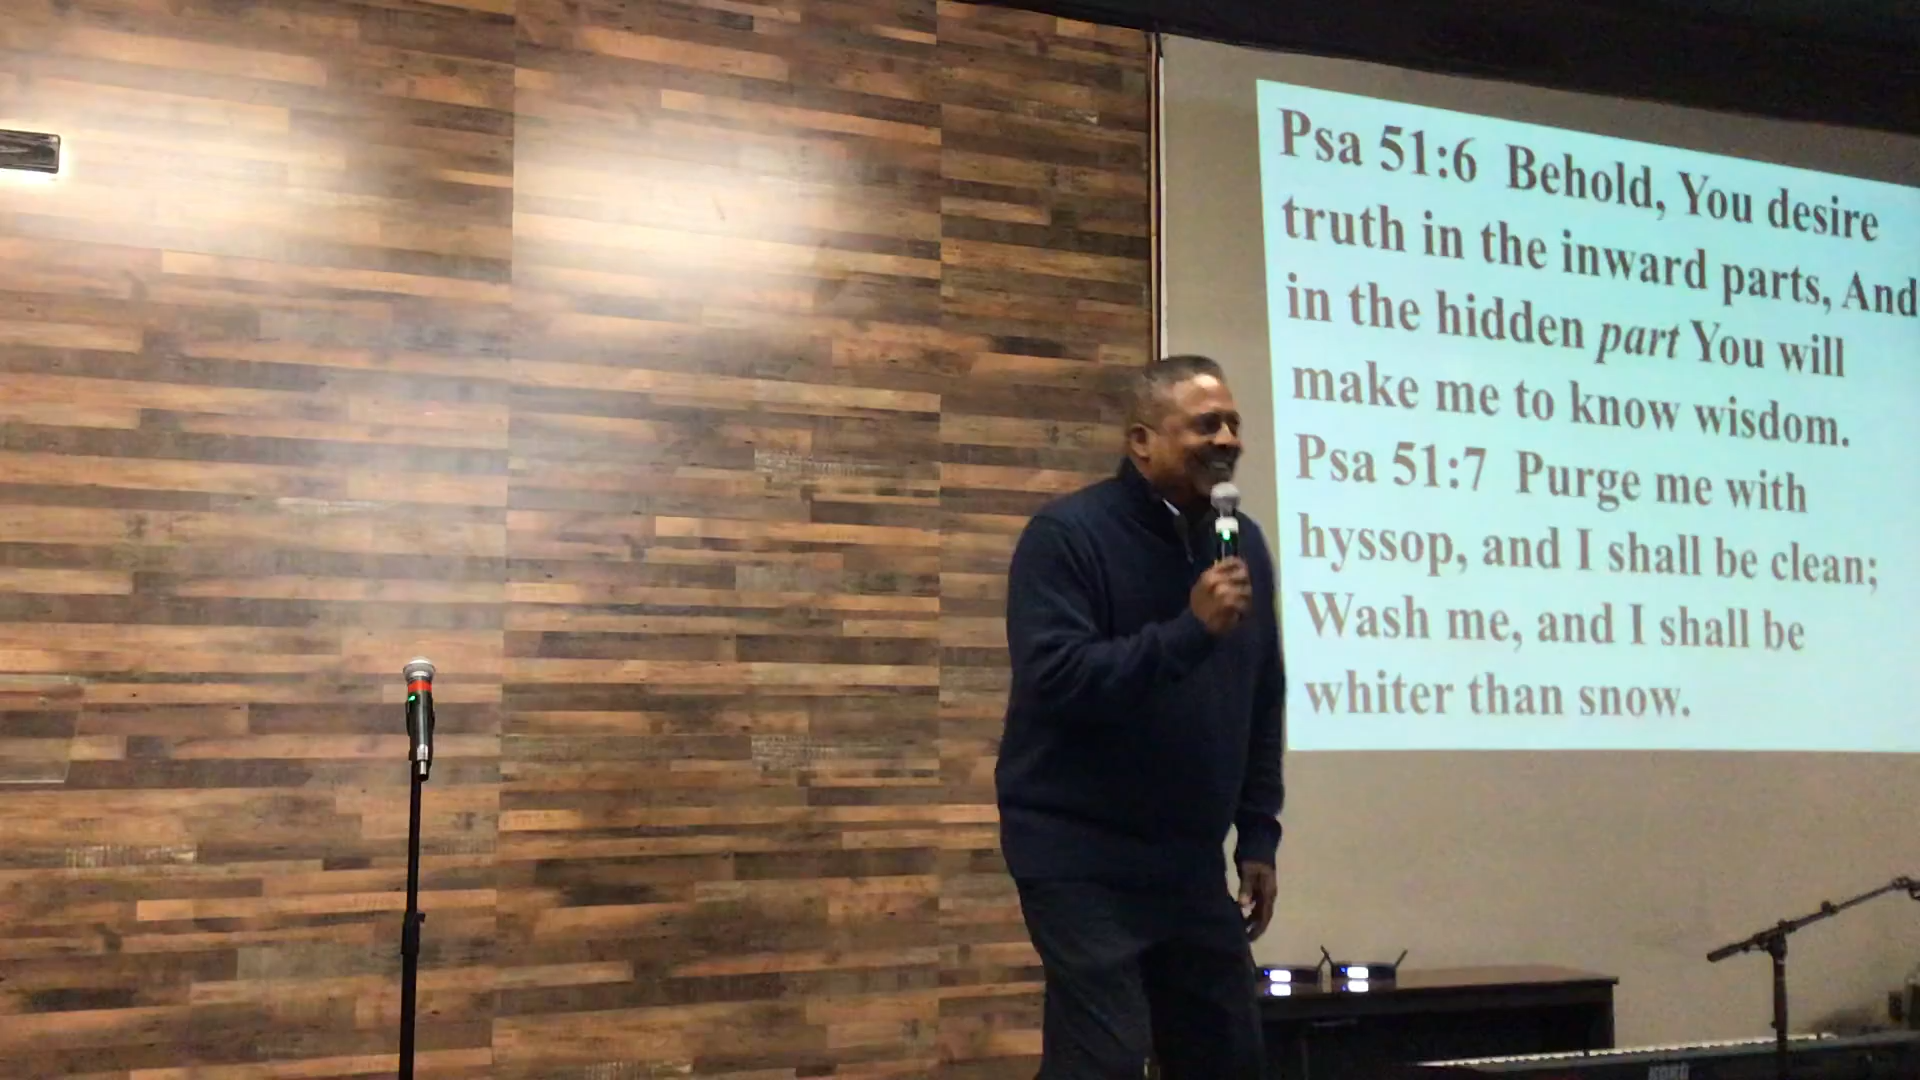 Psa 51:6 Behold, You desire
truth in the inward parts, And
in the hidden part You will
make me to know wisdom.
Psa 51:7 Purge me with
hyssop, and I shall be clean;
Wash me, and I shall be
whiter than snow.
KORG